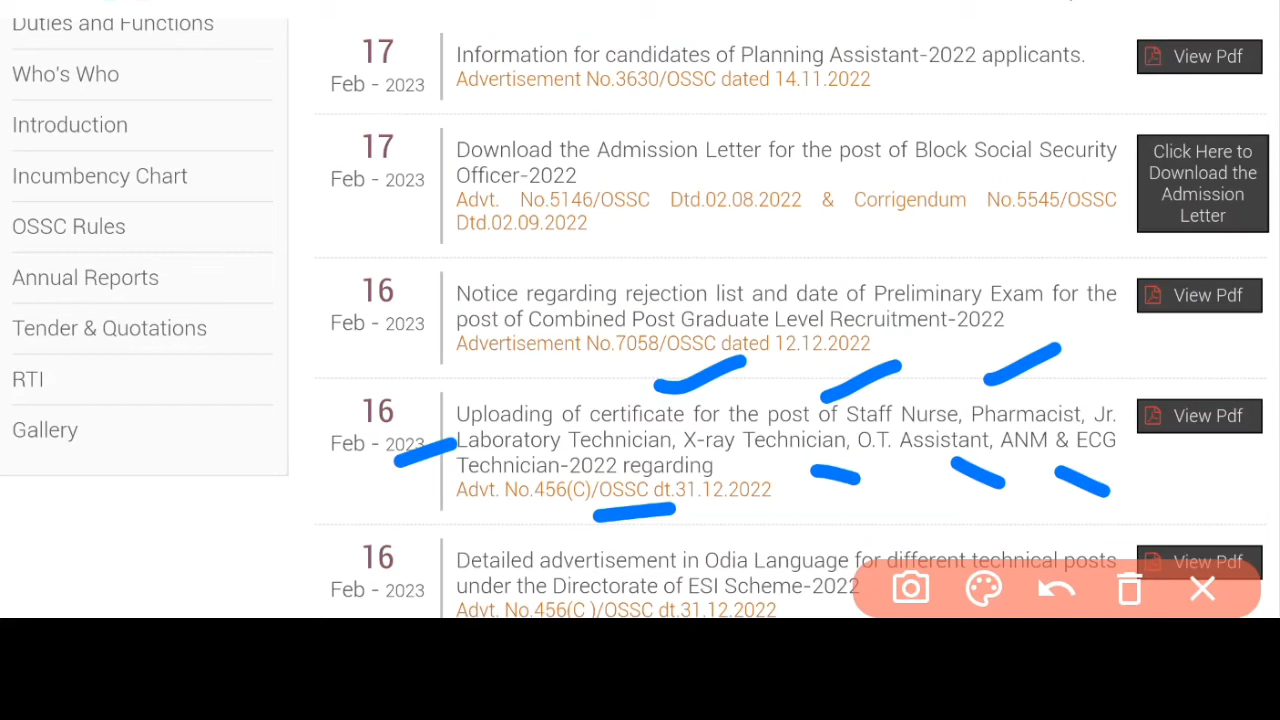 Duties and Functions
Who's Who
Introduction
Incumbency Chart
OSSC Rules
Annual Reports
Tender & Quotations
RTI
Gallery
17
Feb - 2023
Information for candidates of Planning Assistant-2022 applicants.
Advertisement No.3630/OSSC dated 14.11.2022
View Pdf
17
Feb - 2023
Download the Admission Letter for the post of Block Social Security
Officer-2022
Advt. No.5146/OSSC Dtd.02.08.2022 & Corrigendum No.5545/OSSC
Dtd.02.09.2022
Click Here to
Download the
Admission
Letter
16
Feb - 2023
Notice regarding rejection list and date of Preliminary Exam for the
post of Combined Post Graduate Level Recruitment-2022
Advertisement No.7058/OSSC dated 12.12.2022
View Pdf
16
Feb - 2023
Uploading of certificate for the post of Staff Nurse, Pharmacist, Jr.
Laboratory Technician, X-ray Technician, O.T. Assistant, ANM & ECG
Technician-2022 regarding
Advt. No.456(C)/OSSC dt.31.12.2022
View Pdf
16
Feb - 2023
Detailed advertisement in Odia Language for different technical posts
under the Directorate of ESI Scheme-2022
Advt. No.456(C )/OSSC dt.31.12.2022
View Pdf